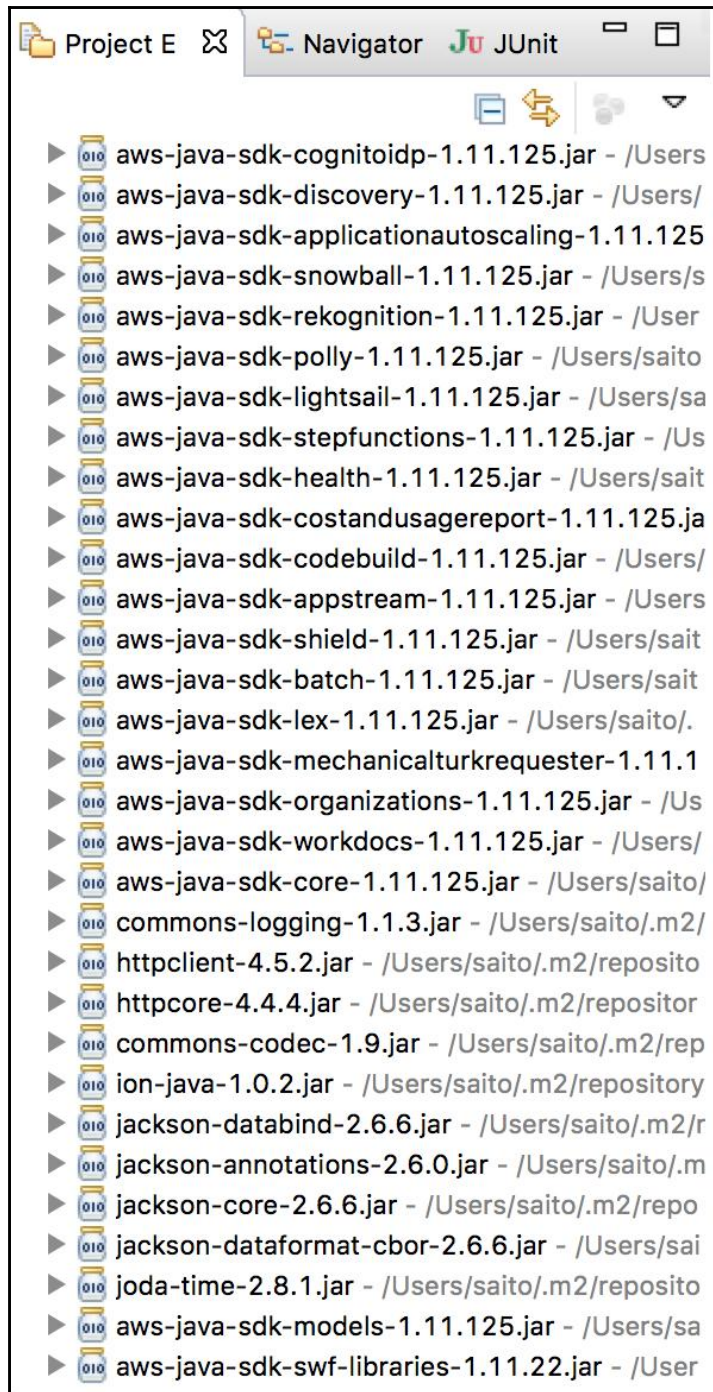 Project E Navigator JU JUnit
aws-java-sdk-cognitoidp-1.11.125.jar - /Users
aws-java-sdk-discovery-1.11.125.jar - /Users/
aws-java-sdk-applicationautoscaling-1.11.125
aws-java-sdk-snowball-1.11.125.jar - /Users/s
aws-java-sdk-rekognition-1.11.125.jar - /User
aws-java-sdk-polly-1.11.125.jar - /Users/saito
aws-java-sdk-lightsail-1.11.125.jar - /Users/sa
aws-java-sdk-stepfunctions-1.11.125.jar - /Us
aws-java-sdk-health-1.11.125.jar - /Users/sait
aws-java-sdk-costandusagereport-1.11.125.ja
aws-java-sdk-codebuild-1.11.125.jar - /Users/
aws-java-sdk-appstream-1.11.125.jar - /Users
aws-java-sdk-shield-1.11.125.jar - /Users/sait
aws-java-sdk-batch-1.11.125.jar - /Users/sait
aws-java-sdk-lex-1.11.125.jar - /Users/saito/.
aws-java-sdk-mechanicalturkrequester-1.11.1
aws-java-sdk-organizations-1.11.125.jar - /Us
aws-java-sdk-workdocs-1.11.125.jar - /Users/
aws-java-sdk-core-1.11.125.jar - /Users/saito/
commons-logging-1.1.3.jar - /Users/saito/.m2/
httpclient-4.5.2.jar - /Users/saito/.m2/reposito
httpcore-4.4.4.jar - /Users/saito/.m2/repositor
commons-codec-1.9.jar - /Users/saito/.m2/rep
ion-java-1.0.2.jar - /Users/saito/.m2/repository
jackson-databind-2.6.6.jar - /Users/saito/.m2/r
jackson-annotations-2.6.0.jar - /Users/saito/.m
jackson-core-2.6.6.jar - /Users/saito/.m2/repo
jackson-dataformat-cbor-2.6.6.jar - /Users/sai
joda-time-2.8.1.jar - /Users/saito/.m2/reposito
aws-java-sdk-models-1.11.125.jar - /Users/sa
aws-java-sdk-swf-libraries-1.11.22.jar - /User